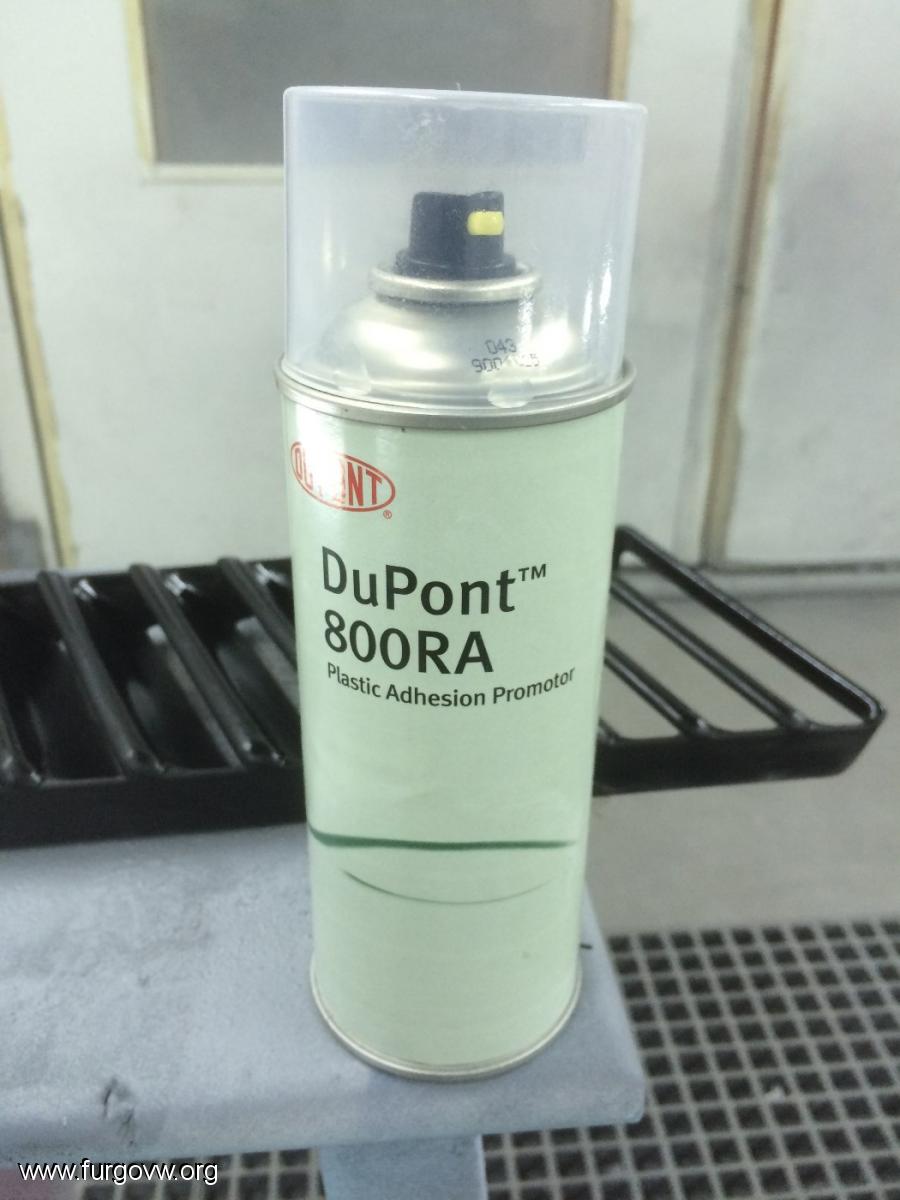 043
DUPONT
®
DuPont™
800RA
Plastic Adhesion Promotor
www.furgovw.org